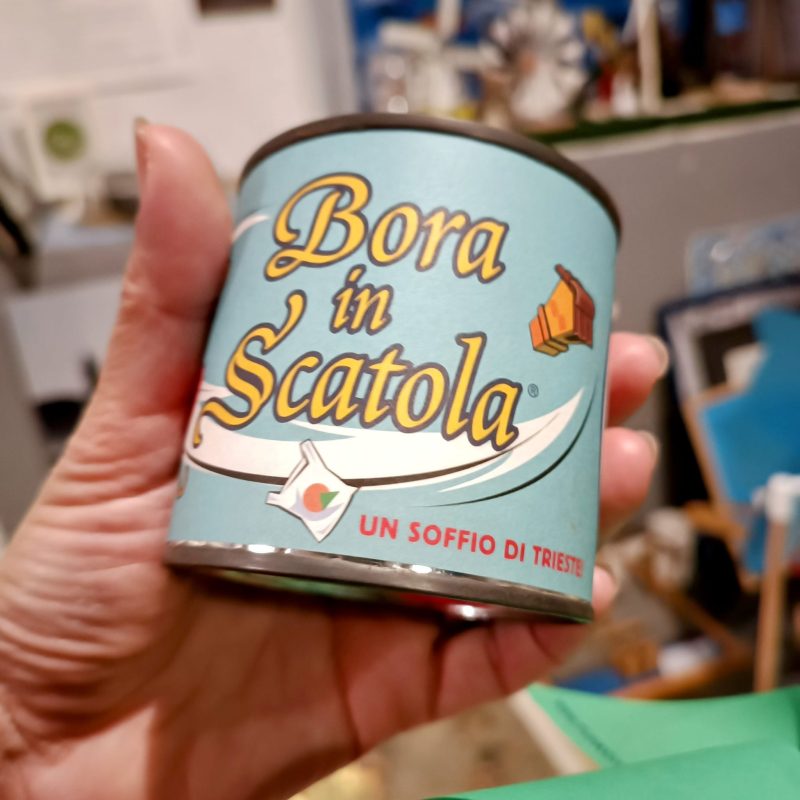 Bora
in
Scatola®
UN SOFFIO DI TRIESTE!